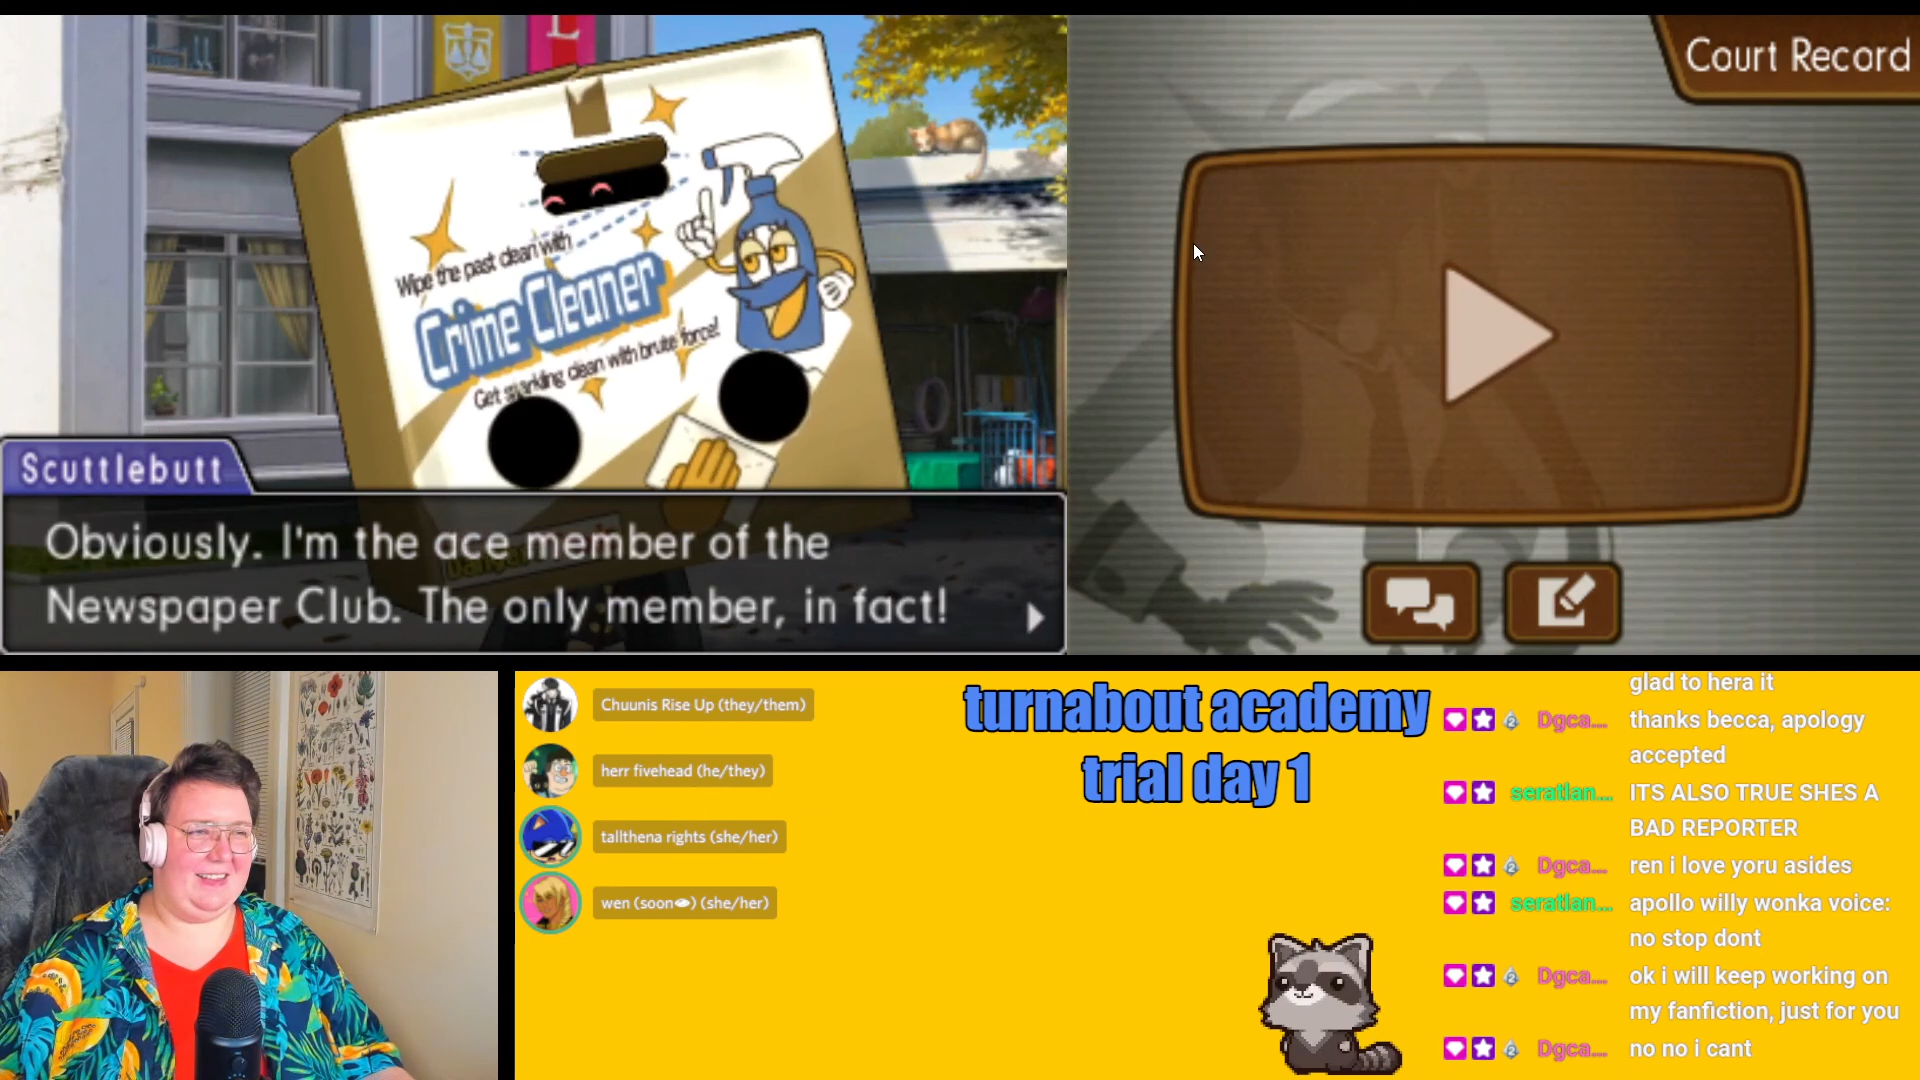 L
Court Record
Wipe the past clean with
Crime Cleaner
Get sparkling clean with brute force!
Scuttlebutt
Obviously. I'm the ace member of the
Newspaper Club. The only member, in fact!
Chuunis Rise Up (they/them)
herr fivehead (he/they)
tallthena rights (she/her)
wen (soon👁) (she/her)
turnabout academy
trial day 1
glad to hera it
Dgca... thanks becca, apology
accepted
seratlan... ITS ALSO TRUE SHES A
BAD REPORTER
Dgca... ren i love yoru asides
seratlan... apollo willy wonka voice:
no stop dont
Dgca... ok i will keep working on
my fanfiction, just for you
Dgca... no no i cant